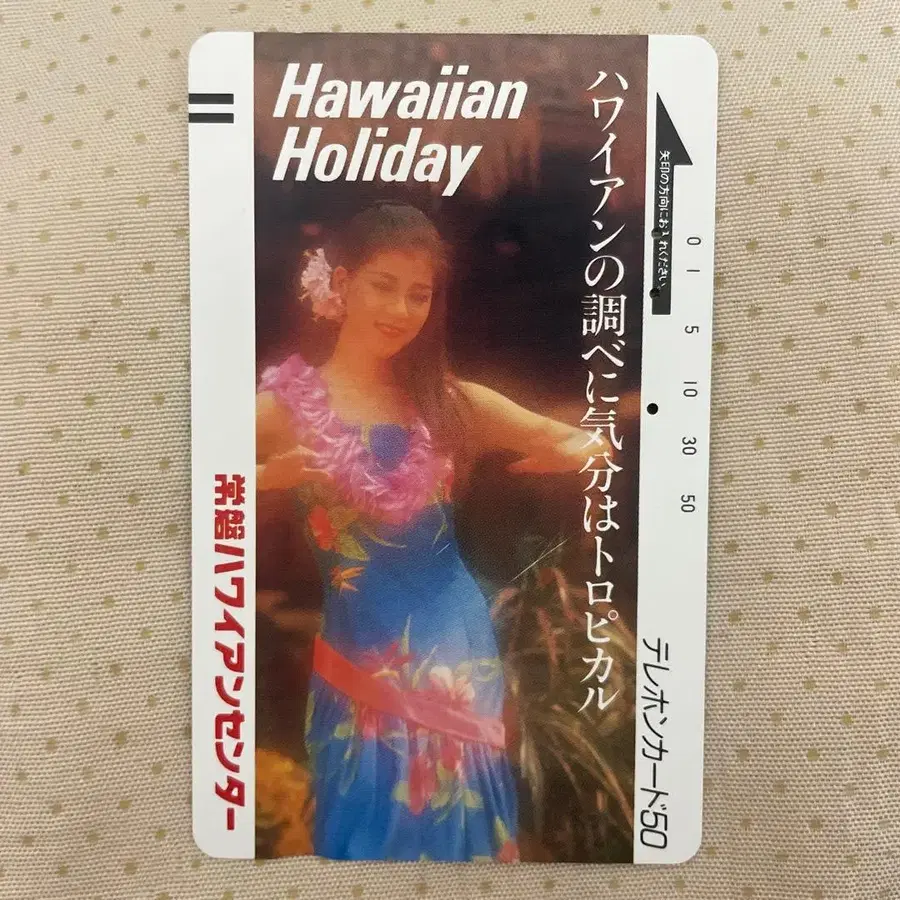 Hawaiian
Holiday
ハワイアンの調べに気分はトロピカル
矢印の方向にお入れください
0 1 5 10 30 50
テレホンカード50
常磐ハワイアンセンター